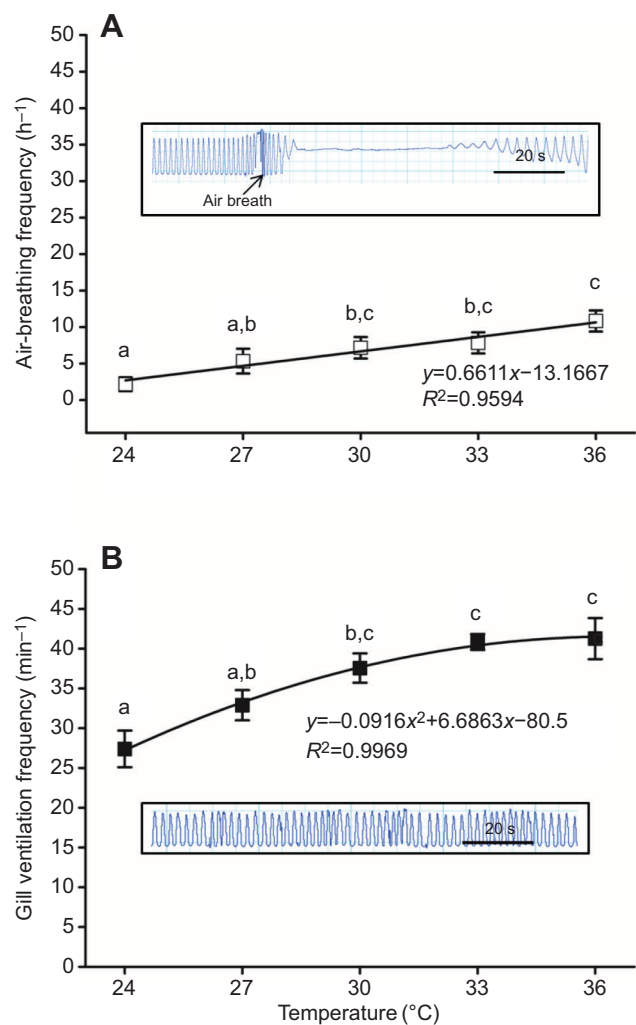 A
50
45
40
35
30
25
20
15
10
5
0
Air-breathing frequency (h−1)
20 s
Air breath
a
a,b
b,c
b,c
c
y=0.6611x−13.1667
R2=0.9594
24 27 30 33 36
B
50
45
40
35
30
25
20
15
10
5
0
Gill ventilation frequency (min−1)
a
a,b
b,c
c
c
y=−0.0916x2+6.6863x−80.5
R2=0.9969
20 s
24 27 30 33 36
Temperature (°C)